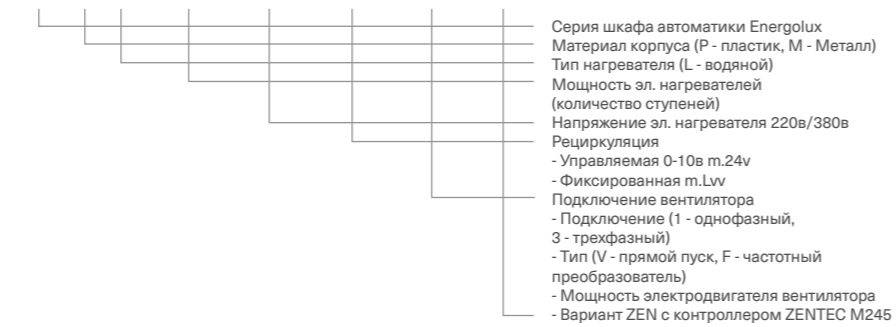 Серия шкафа автоматики Energolux
Материал корпуса (P - пластик, M - Металл)
Тип нагревателя (L - водяной)
Мощность эл. нагревателей
(количество ступеней)
Напряжение эл. нагревателя 220в/380в
Рециркуляция
- Управляемая 0-10в m.24v
- Фиксированная m.Lvv
Подключение вентилятора
- Подключение (1 - однофазный,
3 - трехфазный)
- Тип (V - прямой пуск, F - частотный
преобразователь)
- Мощность электродвигателя вентилятора
- Вариант ZEN с контроллером ZENTEC M245